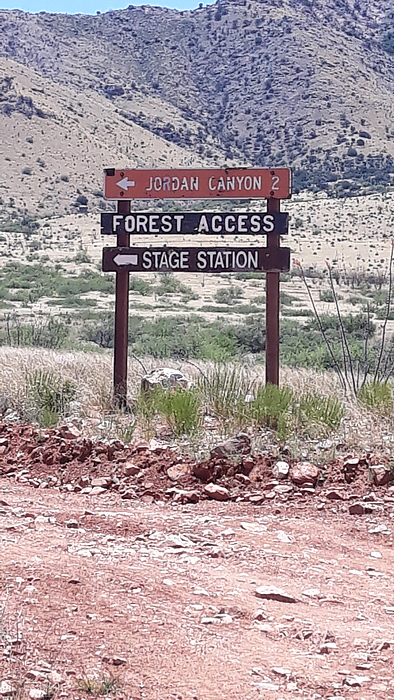 ← JORDAN CANYON 2
FOREST ACCESS
← STAGE STATION